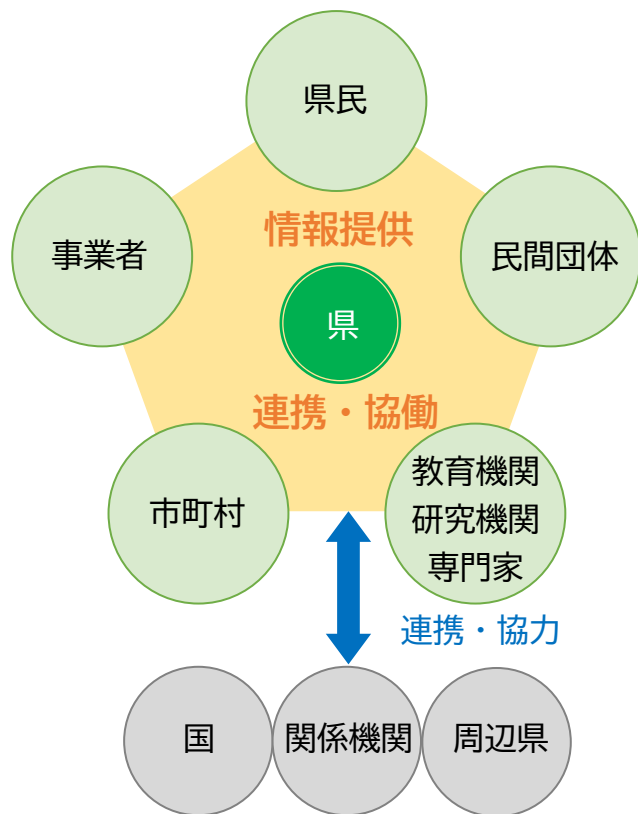 県民
事業者
民間団体
情報提供
県
連携・協働
市町村
教育機関
研究機関
専門家
連携・協力
国
関係機関
周辺県